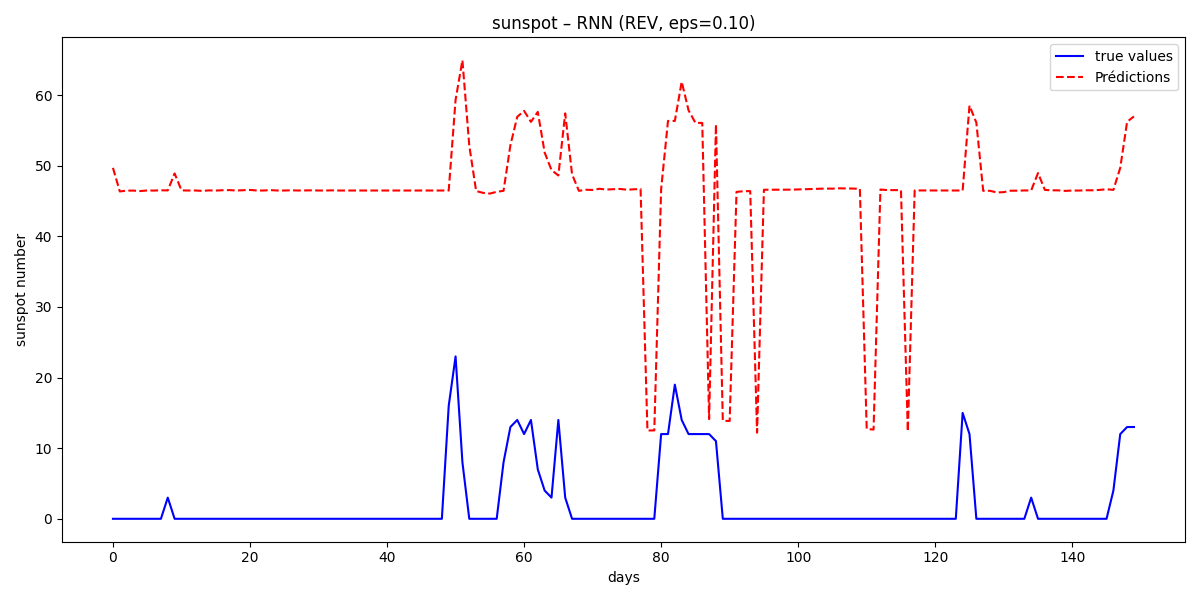 sunspot – RNN (REV, eps=0.10)
true values
Prédictions
sunspot number
60
50
40
30
20
10
0
0 20 40 60 80 100 120 140
days